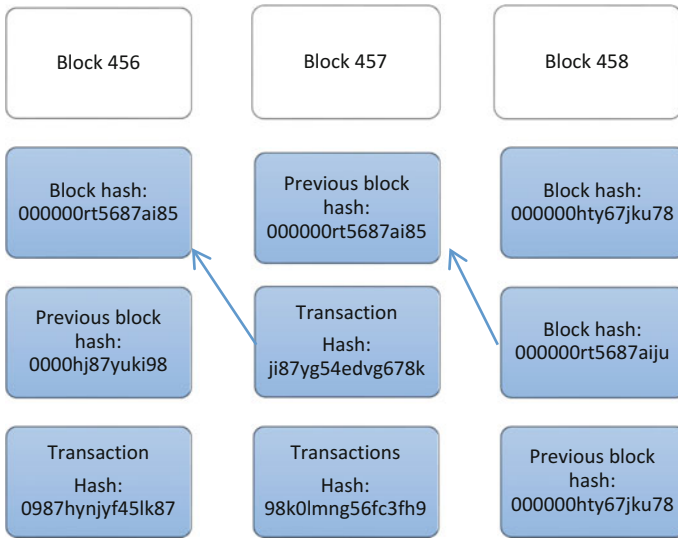 Block 456
Block 457
Block 458
Block hash:
000000rt5687ai85
Previous block
hash:
000000rt5687ai85
Block hash:
000000hty67jku78
Previous block
hash:
0000hj87yuki98
Transaction
Hash:
ji87yg54edvg678k
Block hash:
000000rt5687aiju
Transaction
Hash:
0987hynjyf45lk87
Transactions
Hash:
98k0lmng56fc3fh9
Previous block
hash:
000000hty67jku78